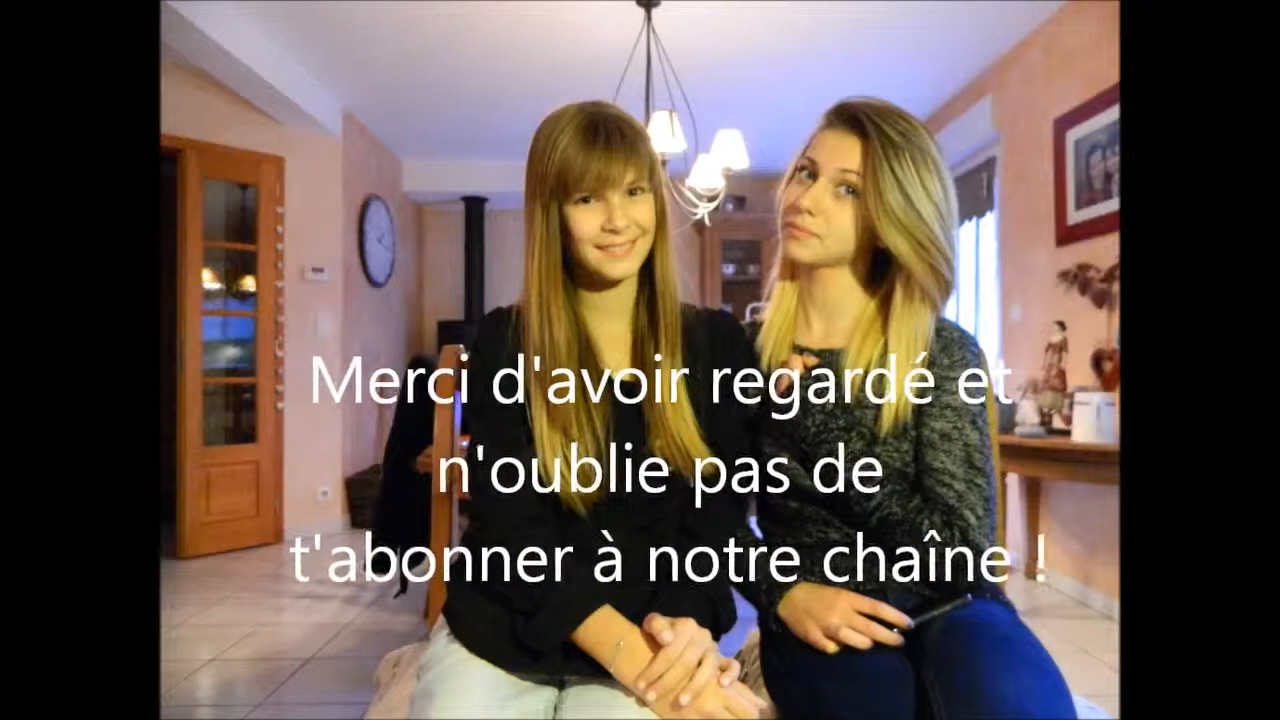 Merci d'avoir regardé et
n'oublie pas de
t'abonner à notre chaîne !